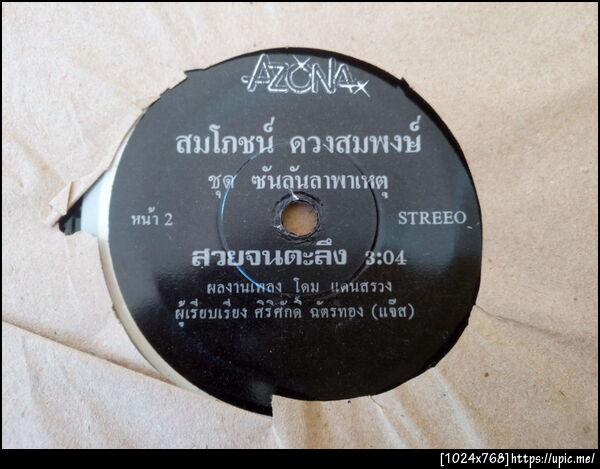 AZONA
สมโภชน์ ดวงสมพงษ์
ชุด ซันลันลาพาเหตุ
หน้า 2
STREEO
สวยจนตะลึง 3:04
ผลงานเพลง โดม แดนสรวง
ผู้เรียบเรียง ศิริศักดิ์ ฉัตรทอง (แจ๊ส)
[1024x768]https://upic.me/